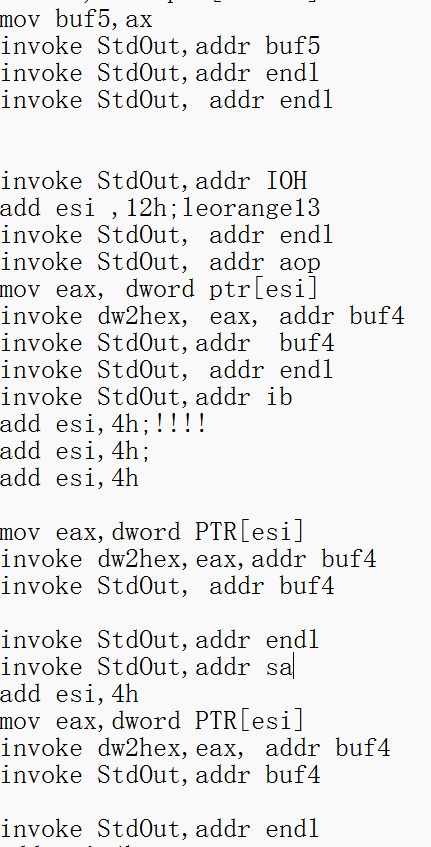 mov buf5,ax
invoke StdOut,addr buf5
invoke StdOut,addr endl
invoke StdOut, addr endl
invoke StdOut,addr IOH
add esi ,12h;leorange13
invoke StdOut, addr endl
invoke StdOut, addr aop
mov eax, dword ptr[esi]
invoke dw2hex, eax, addr buf4
invoke StdOut,addr  buf4
invoke StdOut, addr endl
invoke StdOut,addr ib
add esi,4h;!!!!
add esi,4h;
add esi,4h
mov eax,dword PTR[esi]
invoke dw2hex,eax,addr buf4
invoke StdOut, addr buf4
invoke StdOut,addr endl
invoke StdOut,addr sa
add esi,4h
mov eax,dword PTR[esi]
invoke dw2hex,eax, addr buf4
invoke StdOut,addr buf4
invoke StdOut,addr endl